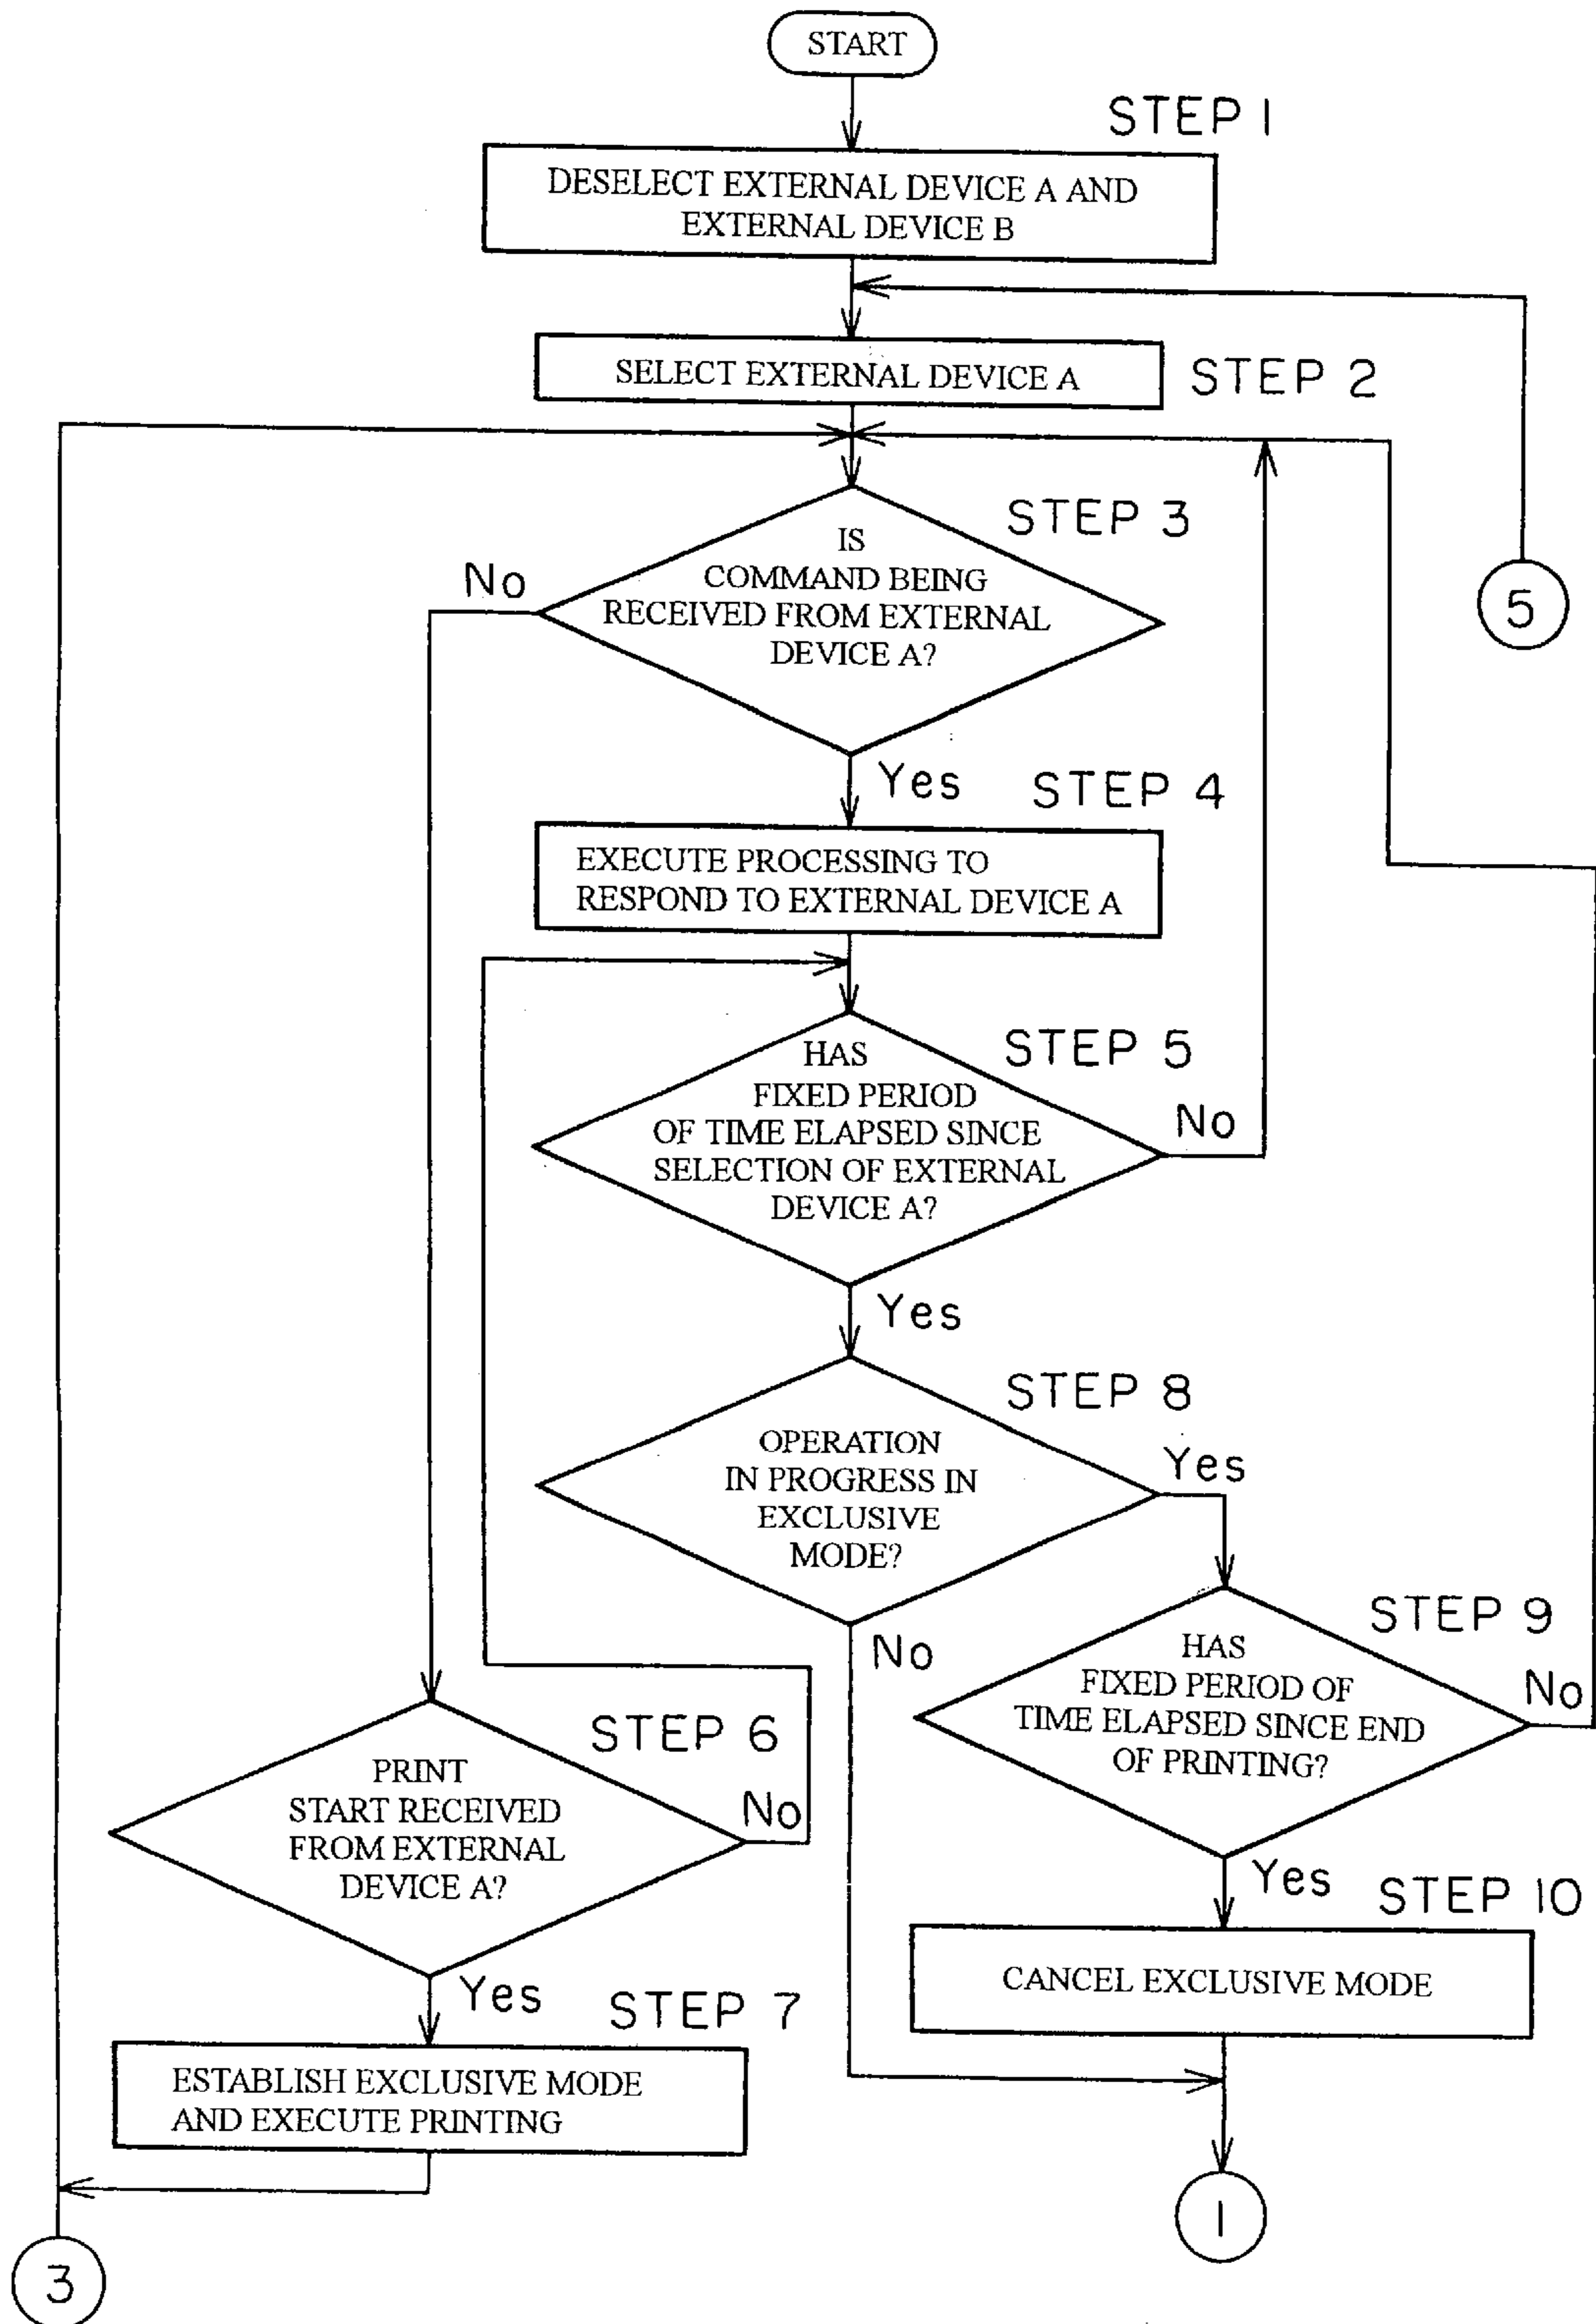 START
STEP 1
DESELECT EXTERNAL DEVICE A AND
EXTERNAL DEVICE B
SELECT EXTERNAL DEVICE A
STEP 2
STEP 3
IS
COMMAND BEING
RECEIVED FROM EXTERNAL
DEVICE A?
No
5
Yes
STEP 4
EXECUTE PROCESSING TO
RESPOND TO EXTERNAL DEVICE A
STEP 5
HAS
FIXED PERIOD
OF TIME ELAPSED SINCE
SELECTION OF EXTERNAL
DEVICE A?
No
Yes
STEP 8
OPERATION
IN PROGRESS IN
EXCLUSIVE
MODE?
Yes
No
STEP 9
HAS
FIXED PERIOD OF
TIME ELAPSED SINCE END
OF PRINTING?
No
STEP 6
PRINT
START RECEIVED
FROM EXTERNAL
DEVICE A?
No
Yes
STEP 10
CANCEL EXCLUSIVE MODE
Yes
STEP 7
ESTABLISH EXCLUSIVE MODE
AND EXECUTE PRINTING
1
3